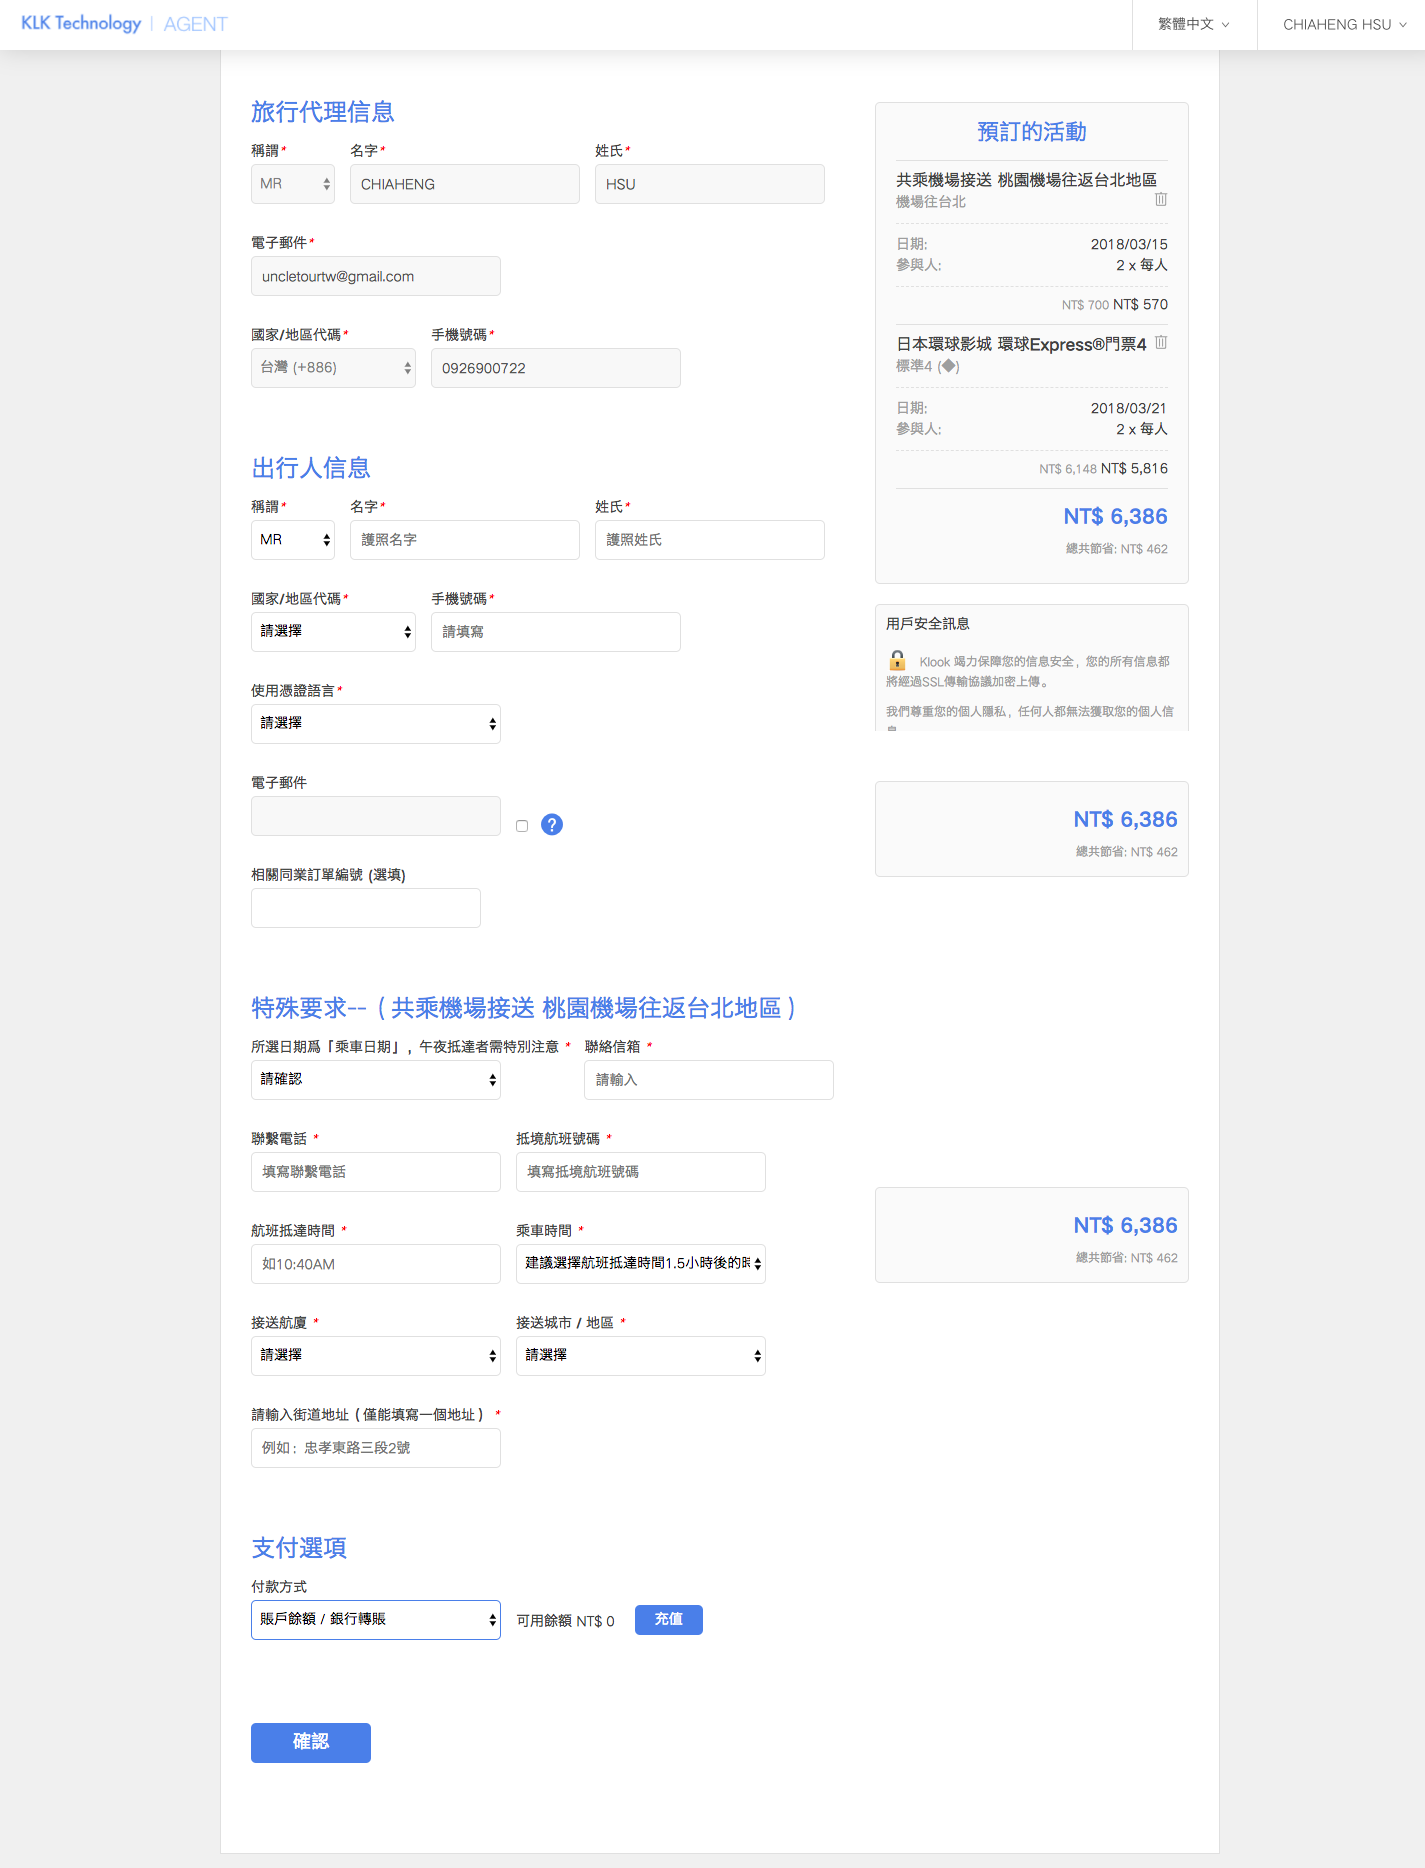 KLK Technology | AGENT
繁體中文
CHIAHENG HSU
旅行代理信息
稱謂* 名字* 姓氏*
MR CHIAHENG HSU
電子郵件*
uncletourtw@gmail.com
國家/地區代碼* 手機號碼*
台灣 (+886) 0926900722
出行人信息
稱謂* 名字* 姓氏*
MR 護照名字 護照姓氏
國家/地區代碼* 手機號碼*
請選擇 請填寫
使用憑證語言*
請選擇
電子郵件
?
相關同業訂單編號 (選填)
特殊要求--（共乘機場接送 桃園機場往返台北地區）
所選日期爲「乘車日期」，午夜抵達者需特別注意 * 聯絡信箱 *
請確認 請輸入
聯繫電話 * 抵境航班號碼 *
填寫聯繫電話 填寫抵境航班號碼
航班抵達時間 * 乘車時間 *
如10:40AM 建議選擇航班抵達時間1.5小時後的時
接送航廈 * 接送城市 / 地區 *
請選擇 請選擇
請輸入街道地址（僅能填寫一個地址） *
例如：忠孝東路三段2號
支付選項
付款方式
賬戶餘額 / 銀行轉賬 可用餘額 NT$ 0 充值
確認
預訂的活動
共乘機場接送 桃園機場往返台北地區
機場往台北
日期: 2018/03/15
參與人: 2 x 每人
NT$ 700 NT$ 570
日本環球影城 環球Express®門票4
標準4 (◆)
日期: 2018/03/21
參與人: 2 x 每人
NT$ 6,148 NT$ 5,816
NT$ 6,386
總共節省: NT$ 462
用戶安全訊息
Klook 竭力保障您的信息安全，您的所有信息都
將經過SSL傳輸協議加密上傳。
我們尊重您的個人隱私，任何人都無法獲取您的個人信
NT$ 6,386
總共節省: NT$ 462
NT$ 6,386
總共節省: NT$ 462